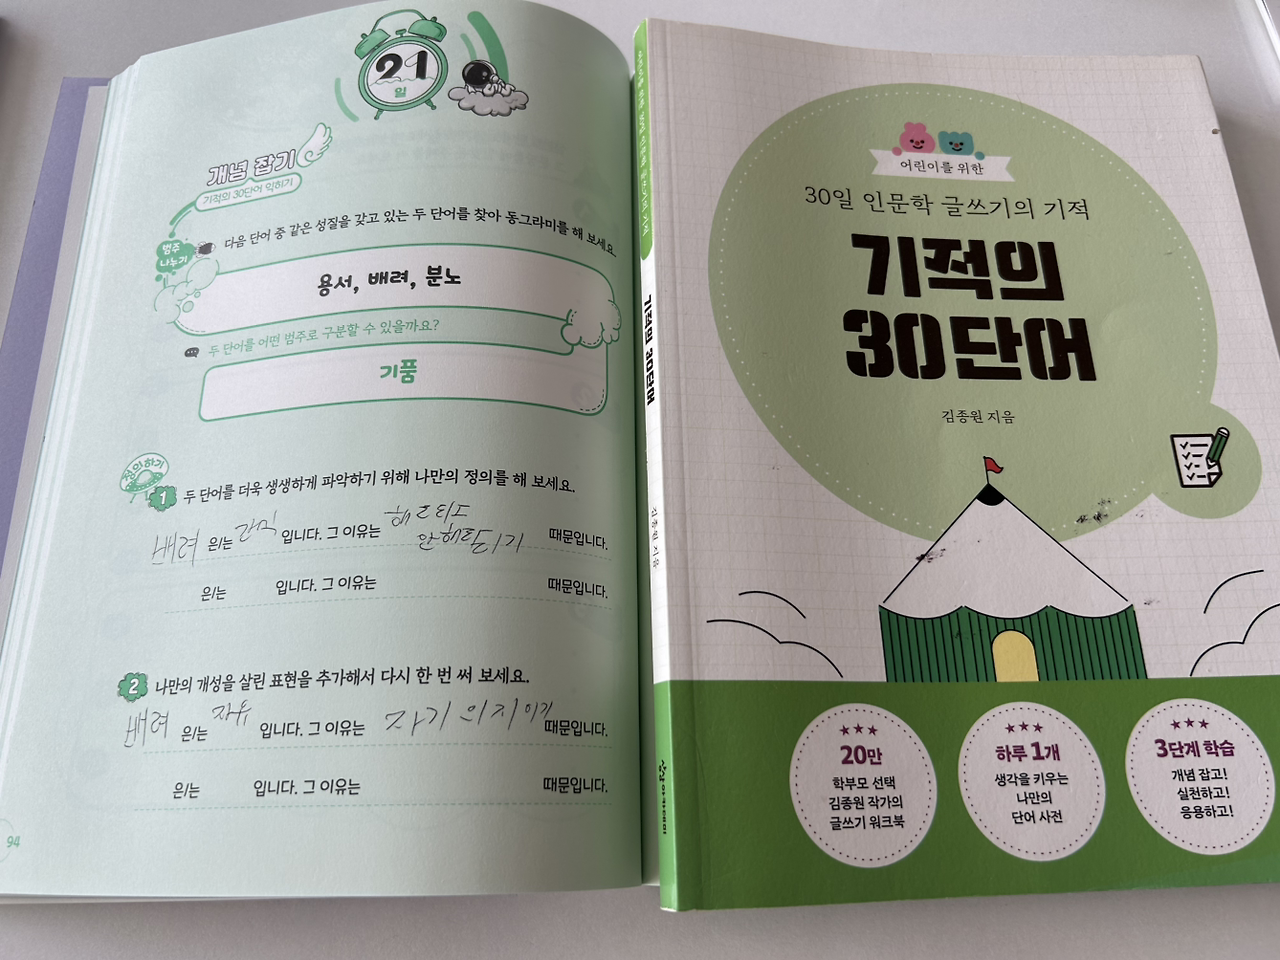 21
일
개념 잡기
기적의 30단어 익히기
범주
나누기
다음 단어 중 같은 성질을 갖고 있는 두 단어를 찾아 동그라미를 해 보세요.
용서, 배려, 분노
두 단어를 어떤 범주로 구분할 수 있을까요?
기품
정의하기
1 두 단어를 더욱 생생하게 파악하기 위해 나만의 정의를 해 보세요.
해도 되고
배려 은/는 입니다. 그 이유는 안해도 되기 때문입니다.
은/는 입니다. 그 이유는 때문입니다.
2 나만의 개성을 살린 표현을 추가해서 다시 한 번 써 보세요.
배려 은/는 자유 입니다. 그 이유는 자기 의지이기 때문입니다.
은/는 입니다. 그 이유는 때문입니다.
94
기적의 30단어
김종원 지음
어린이를 위한
30일 인문학 글쓰기의 기적
기적의
30단어
김종원 지음
20만
학부모 선택
김종원 작가의
글쓰기 워크북
하루 1개
생각을 키우는
나만의
단어 사전
3단계 학습
개념 잡고!
실천하고!
응용하고!